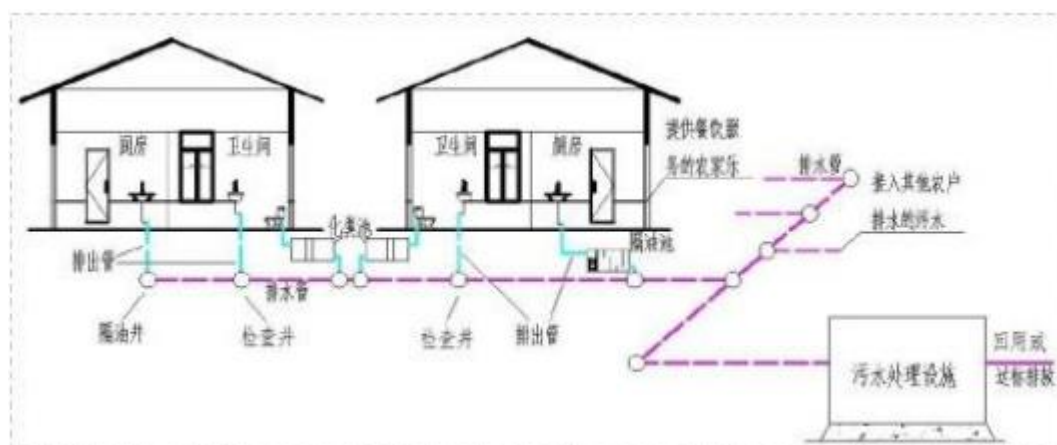 厕房
卫生间
卫生间
厕房
提供餐饮服
务的农家乐
排水管
接入其他农户
排水的污水
化粪池
隔油池
排出管
排水管
隔油井
检查井
检查井
排出管
污水处理设施
回用或
达标排放